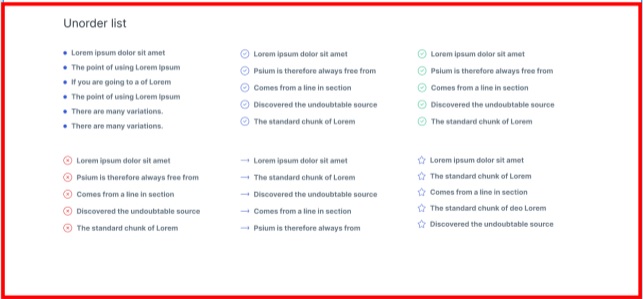 Unorder list
Lorem ipsum dolor sit amet
The point of using Lorem Ipsum
If you are going to a of Lorem
The point of using Lorem Ipsum
There are many variations.
There are many variations.
Lorem ipsum dolor sit amet
Psium is therefore always free from
Comes from a line in section
Discovered the undoubtable source
The standard chunk of Lorem
Lorem ipsum dolor sit amet
Psium is therefore always free from
Comes from a line in section
Discovered the undoubtable source
The standard chunk of Lorem
Lorem ipsum dolor sit amet
Psium is therefore always free from
Comes from a line in section
Discovered the undoubtable source
The standard chunk of Lorem
Lorem ipsum dolor sit amet
The standard chunk of Lorem
Discovered the undoubtable source
Comes from a line in section
Psium is therefore always from
Lorem ipsum dolor sit amet
The standard chunk of Lorem
Comes from a line in section
The standard chunk of deo Lorem
Discovered the undoubtable source